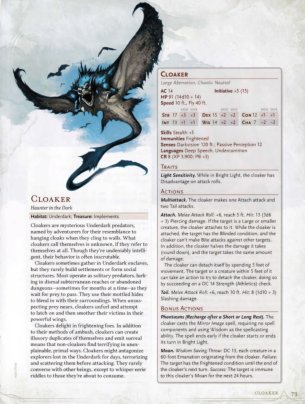 CLOAKER
Haunter in the Dark
Habitat: Underdark; Treasure: Implements
Cloakers are mysterious Underdark predators,
named by adventurers for their resemblance to
hanging cloaks when they cling to walls. What
cloakers call themselves is unknown, if they refer to
themselves at all. Though they're undeniably intelli-
gent, their behavior is often inscrutable.
Cloakers sometimes gather in Underdark enclaves,
but they rarely build settlements or form social
structures. Most operate as solitary predators, lurk-
ing in dismal subterranean reaches or abandoned
dungeons—sometimes for months at a time—as they
wait for prey to pass. They use their mottled hides
to blend in with their surroundings. When unsus-
pecting prey nears, cloakers unfurl and attempt
to latch on and then smother their victims in their
powerful wings.
Cloakers delight in frightening foes. In addition
to their methods of ambush, cloakers can create
illusory duplicates of themselves and emit surreal
moans that non-cloakers find terrifying in unex-
plainable, primal ways. Cloakers might antagonize
explorers lost in the Underdark for days, terrorizing
and scattering them before attacking. They rarely
converse with other beings, except to whisper eerie
riddles to those they're about to consume.
CLOAKER
Large Aberration, Chaotic Neutral
AC 14 Initiative +5 (15)
HP 91 (14d10 + 14)
Speed 10 ft., Fly 40 ft.
MOD SAVE MOD SAVE MOD SAVE
STR 17 +3 +3 DEX 15 +2 +2 CON 12 +1 +1
INT 13 +1 +1 WIS 14 +2 +2 CHA 7 −2 −2
Skills Stealth +5
Immunities Frightened
Senses Darkvision 120 ft.; Passive Perception 12
Languages Deep Speech, Undercommon
CR 8 (XP 3,900; PB +3)
TRAITS
Light Sensitivity. While in Bright Light, the cloaker has
Disadvantage on attack rolls.
ACTIONS
Multiattack. The cloaker makes one Attach attack and
two Tail attacks.
Attach. Melee Attack Roll: +6, reach 5 ft. Hit: 13 (3d6
+ 3) Piercing damage. If the target is a Large or smaller
creature, the cloaker attaches to it. While the cloaker is
attached, the target has the Blinded condition, and the
cloaker can't make Bite attacks against other targets.
In addition, the cloaker halves the damage it takes
(round down), and the target takes the same amount
of damage.
The cloaker can detach itself by spending 5 feet of
movement. The target or a creature within 5 feet of it
can take an action to try to detach the cloaker, doing so
by succeeding on a DC 14 Strength (Athletics) check.
Tail. Melee Attack Roll: +6, reach 10 ft. Hit: 8 (1d10 + 3)
Slashing damage.
BONUS ACTIONS
Phantasms (Recharge after a Short or Long Rest). The
cloaker casts the Mirror Image spell, requiring no spell
components and using Wisdom as the spellcasting
ability. The spell ends early if the cloaker starts or ends
its turn in Bright Light.
Moan. Wisdom Saving Throw: DC 13, each creature in a
60-foot Emanation originating from the cloaker. Failure:
The target has the Frightened condition until the end of
the cloaker's next turn. Success: The target is immune
to this cloaker's Moan for the next 24 hours.
CLOAKER